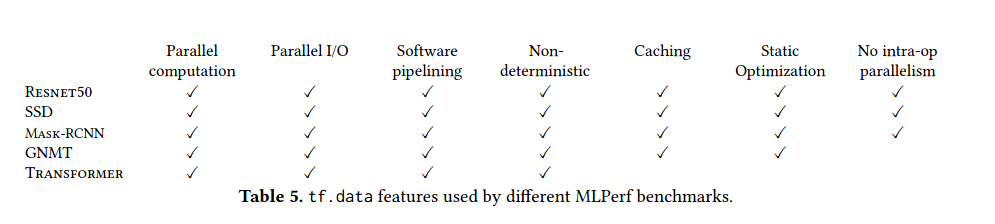 Parallel computation Parallel I/O Software pipelining Non-deterministic Caching Static Optimization No intra-op parallelism
Resnet50 ✓ ✓ ✓ ✓ ✓ ✓ ✓
SSD ✓ ✓ ✓ ✓ ✓ ✓ ✓
Mask-RCNN ✓ ✓ ✓ ✓ ✓ ✓ ✓
GNMT ✓ ✓ ✓ ✓ ✓ ✓
Transformer ✓ ✓ ✓ ✓
Table 5. tf.data features used by different MLPerf benchmarks.